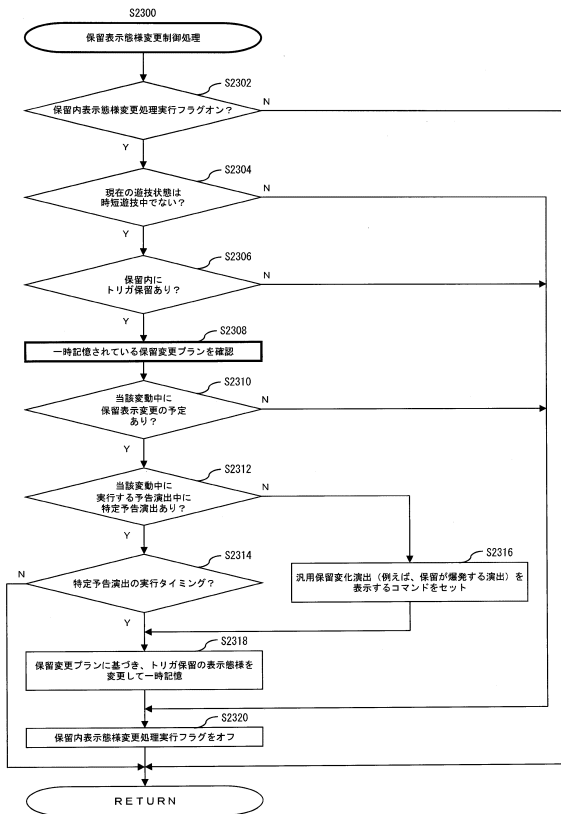 S2300
保留表示態様変更制御処理
S2302
保留内表示態様変更処理実行フラグオン?
N
Y
S2304
現在の遊技状態は
時短遊技中でない?
N
Y
S2306
保留内に
トリガ保留あり?
N
Y
S2308
一時記憶されている保留変更プランを確認
S2310
当該変動中に
保留表示変更の予定
あり?
N
Y
S2312
当該変動中に
実行する予告演出中に
特定予告演出あり?
N
Y
S2314
特定予告演出の実行タイミング?
N
Y
S2316
汎用保留変化演出(例えば、保留が爆発する演出)を
表示するコマンドをセット
S2318
保留変更プランに基づき、トリガ保留の表示態様を
変更して一時記憶
S2320
保留内表示態様変更処理実行フラグをオフ
RETURN